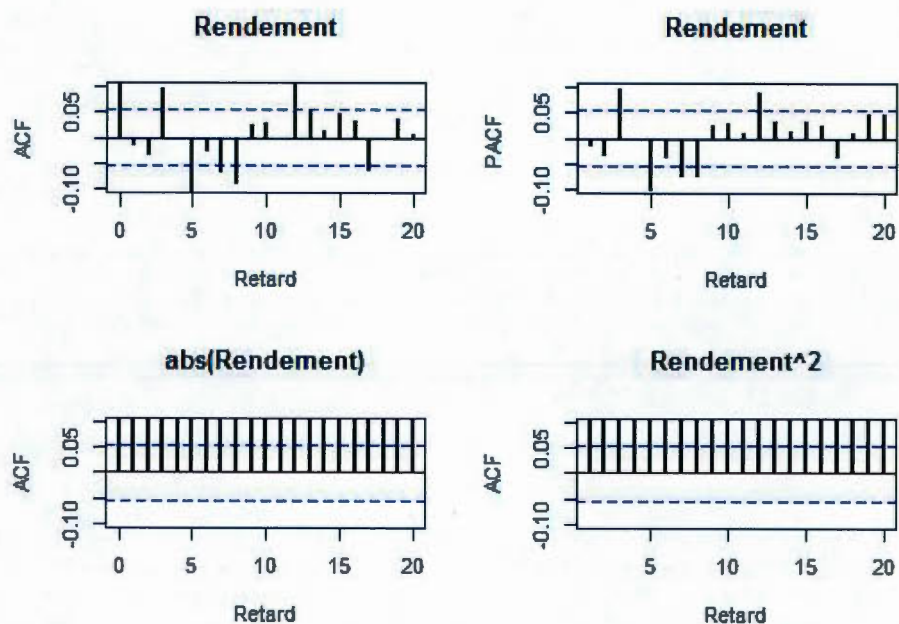 Rendement
Rendement
ACF
-0.10 0.05
0 5 10 15 20
Retard
PACF
-0.10 0.05
5 10 15 20
Retard
abs(Rendement)
Rendement^2
ACF
-0.10 0.05
0 5 10 15 20
Retard
ACF
-0.10 0.05
5 10 15 20
Retard